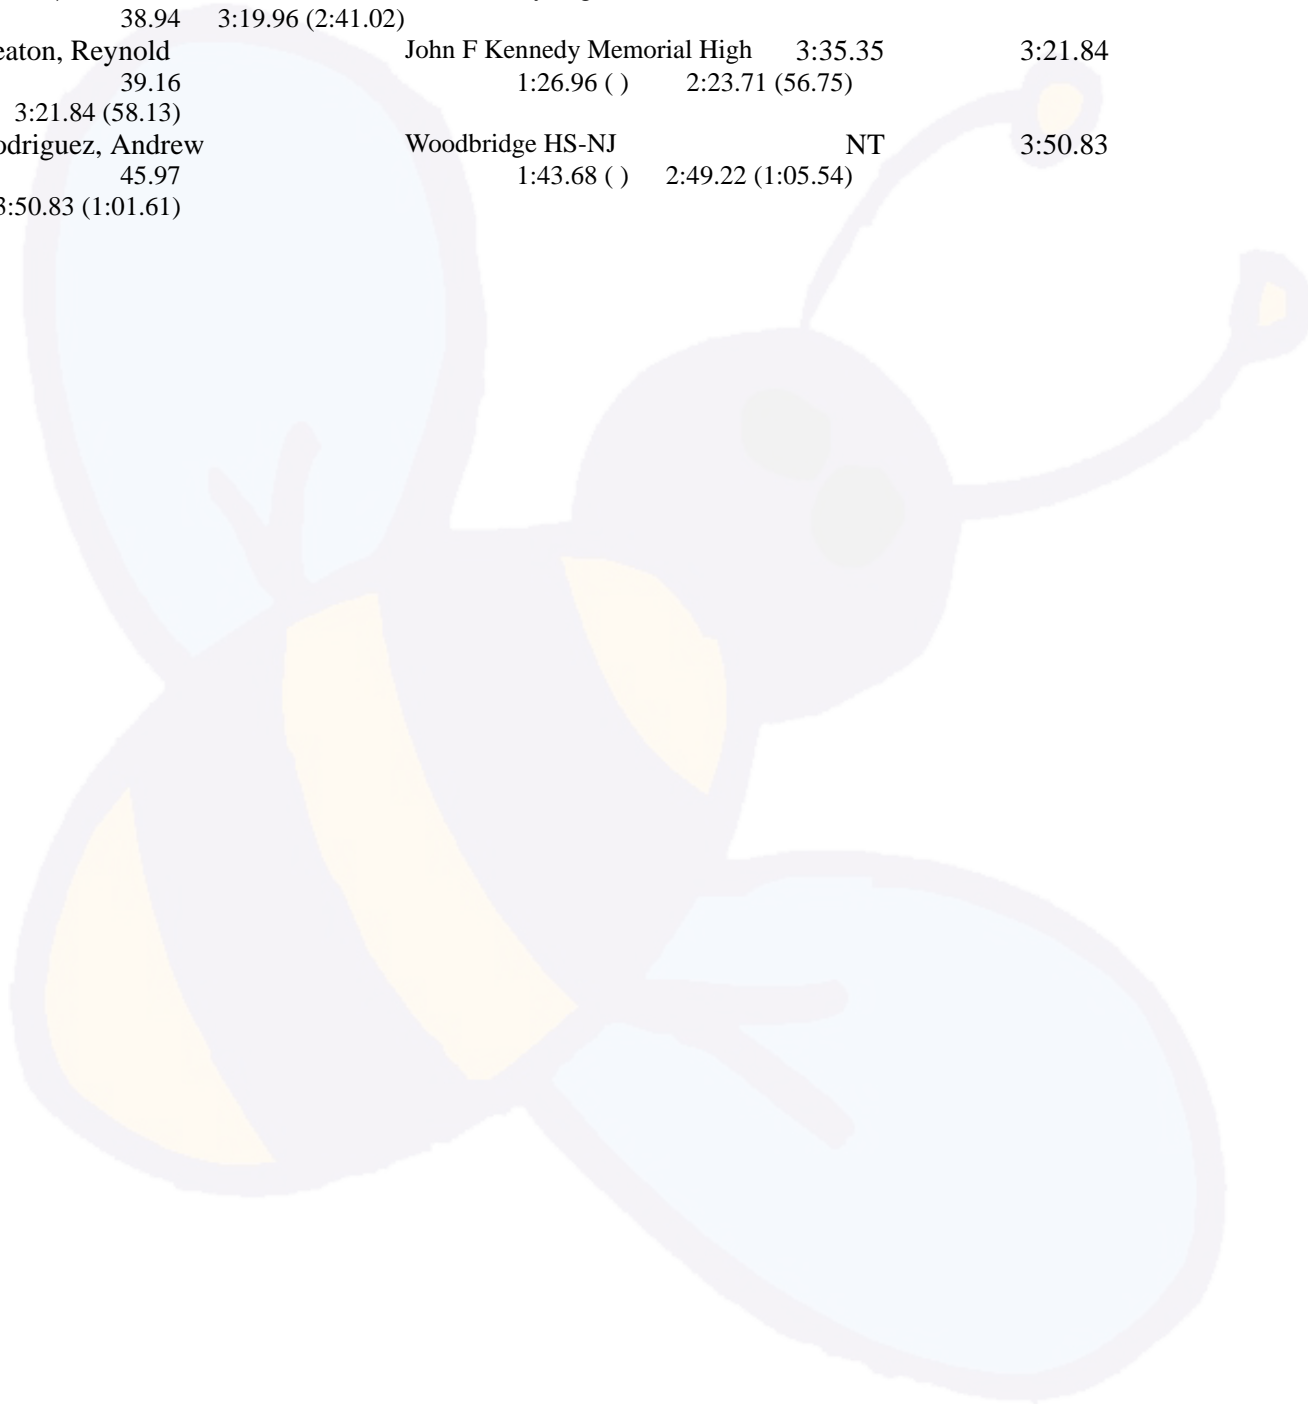 38.94 3:19.96 (2:41.02)
eaton, Reynold John F Kennedy Memorial High 3:35.35 3:21.84
39.16 1:26.96 ( ) 2:23.71 (56.75)
3:21.84 (58.13)
odriguez, Andrew Woodbridge HS-NJ NT 3:50.83
45.97 1:43.68 ( ) 2:49.22 (1:05.54)
3:50.83 (1:01.61)